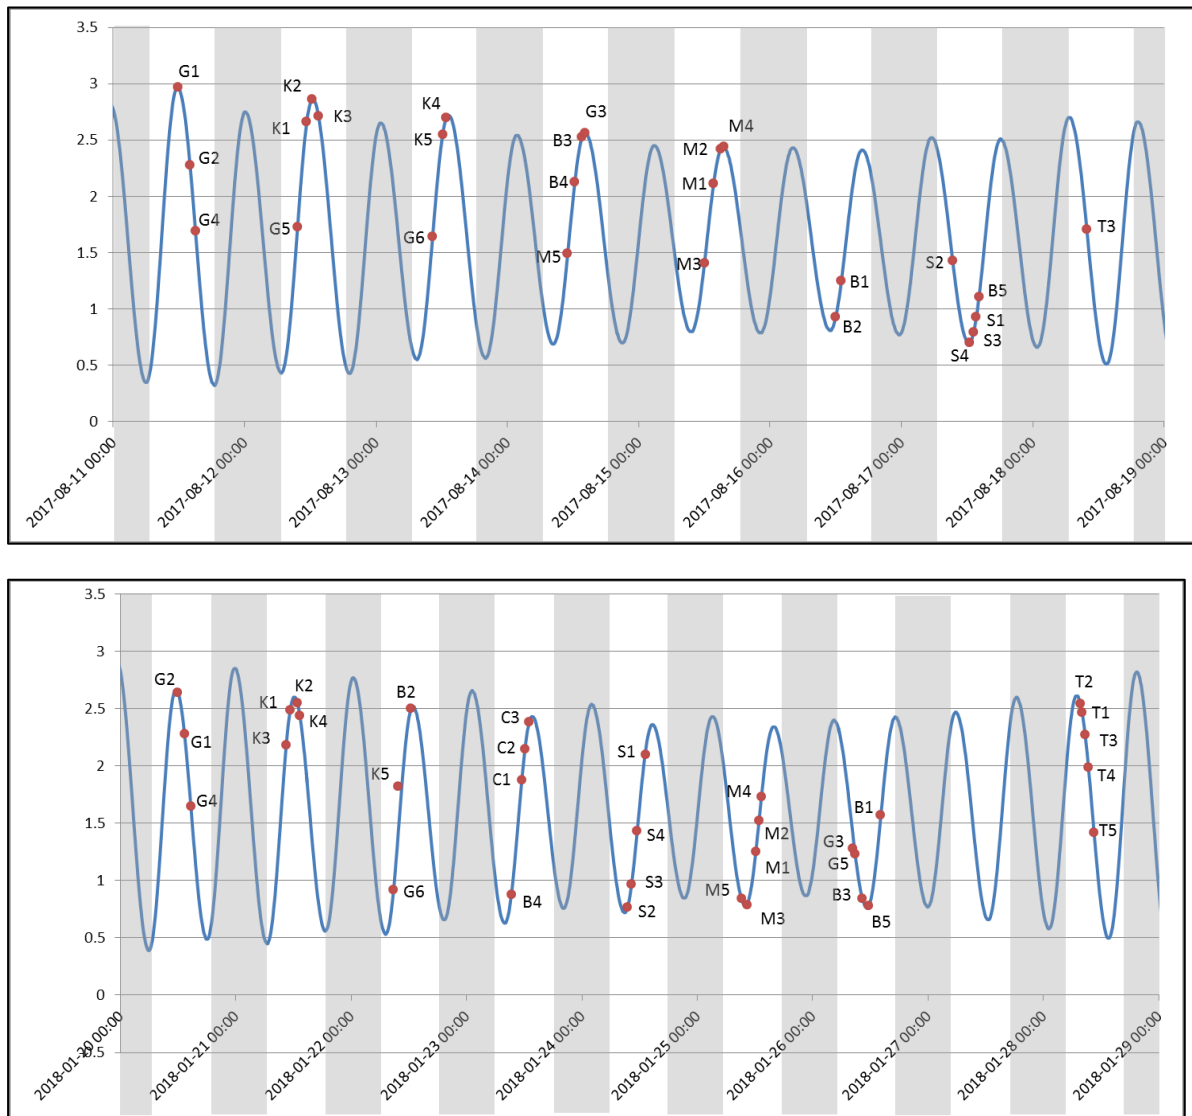 3.5
3
2.5
2
1.5
1
0.5
0
G1
G2
G4
K2
K1
K3
G5
K4
K5
G6
G3
B3
B4
M5
M4
M2
M1
M3
B1
B2
S2
B5
S1
S3
S4
T3
2017-08-11 00:00
2017-08-12 00:00
2017-08-13 00:00
2017-08-14 00:00
2017-08-15 00:00
2017-08-16 00:00
2017-08-17 00:00
2017-08-18 00:00
2017-08-19 00:00
3.5
3
2.5
2
1.5
1
0.5
0
-0.5
G2
G1
G4
K2
K1
K4
K3
B2
K5
G6
C3
C2
C1
B4
S1
S4
S3
S2
M4
M2
M1
M5
M3
G3
G5
B1
B3
B5
T2
T1
T3
T4
T5
2018-01-20 00:00
2018-01-21 00:00
2018-01-22 00:00
2018-01-23 00:00
2018-01-24 00:00
2018-01-25 00:00
2018-01-26 00:00
2018-01-27 00:00
2018-01-28 00:00
2018-01-29 00:00